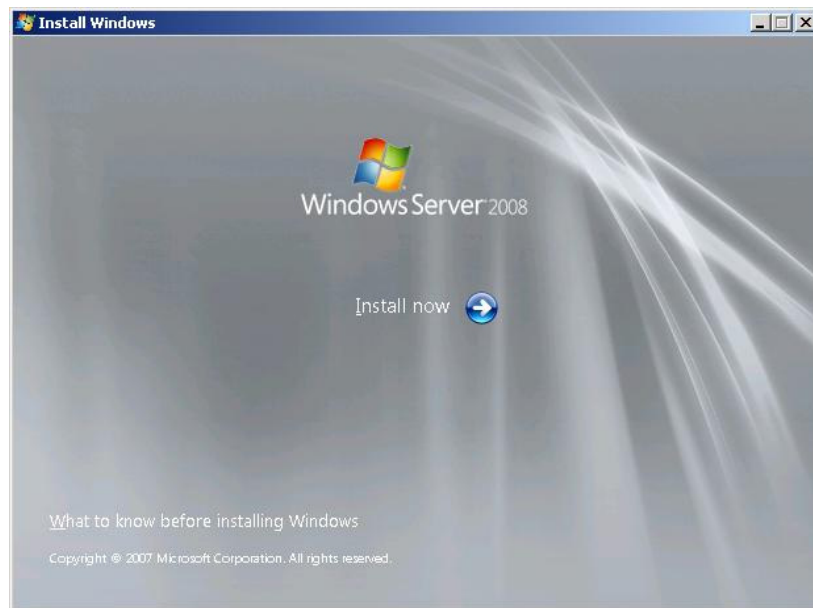 Install Windows
Windows Server 2008
Install now
What to know before installing Windows
Copyright © 2007 Microsoft Corporation. All rights reserved.